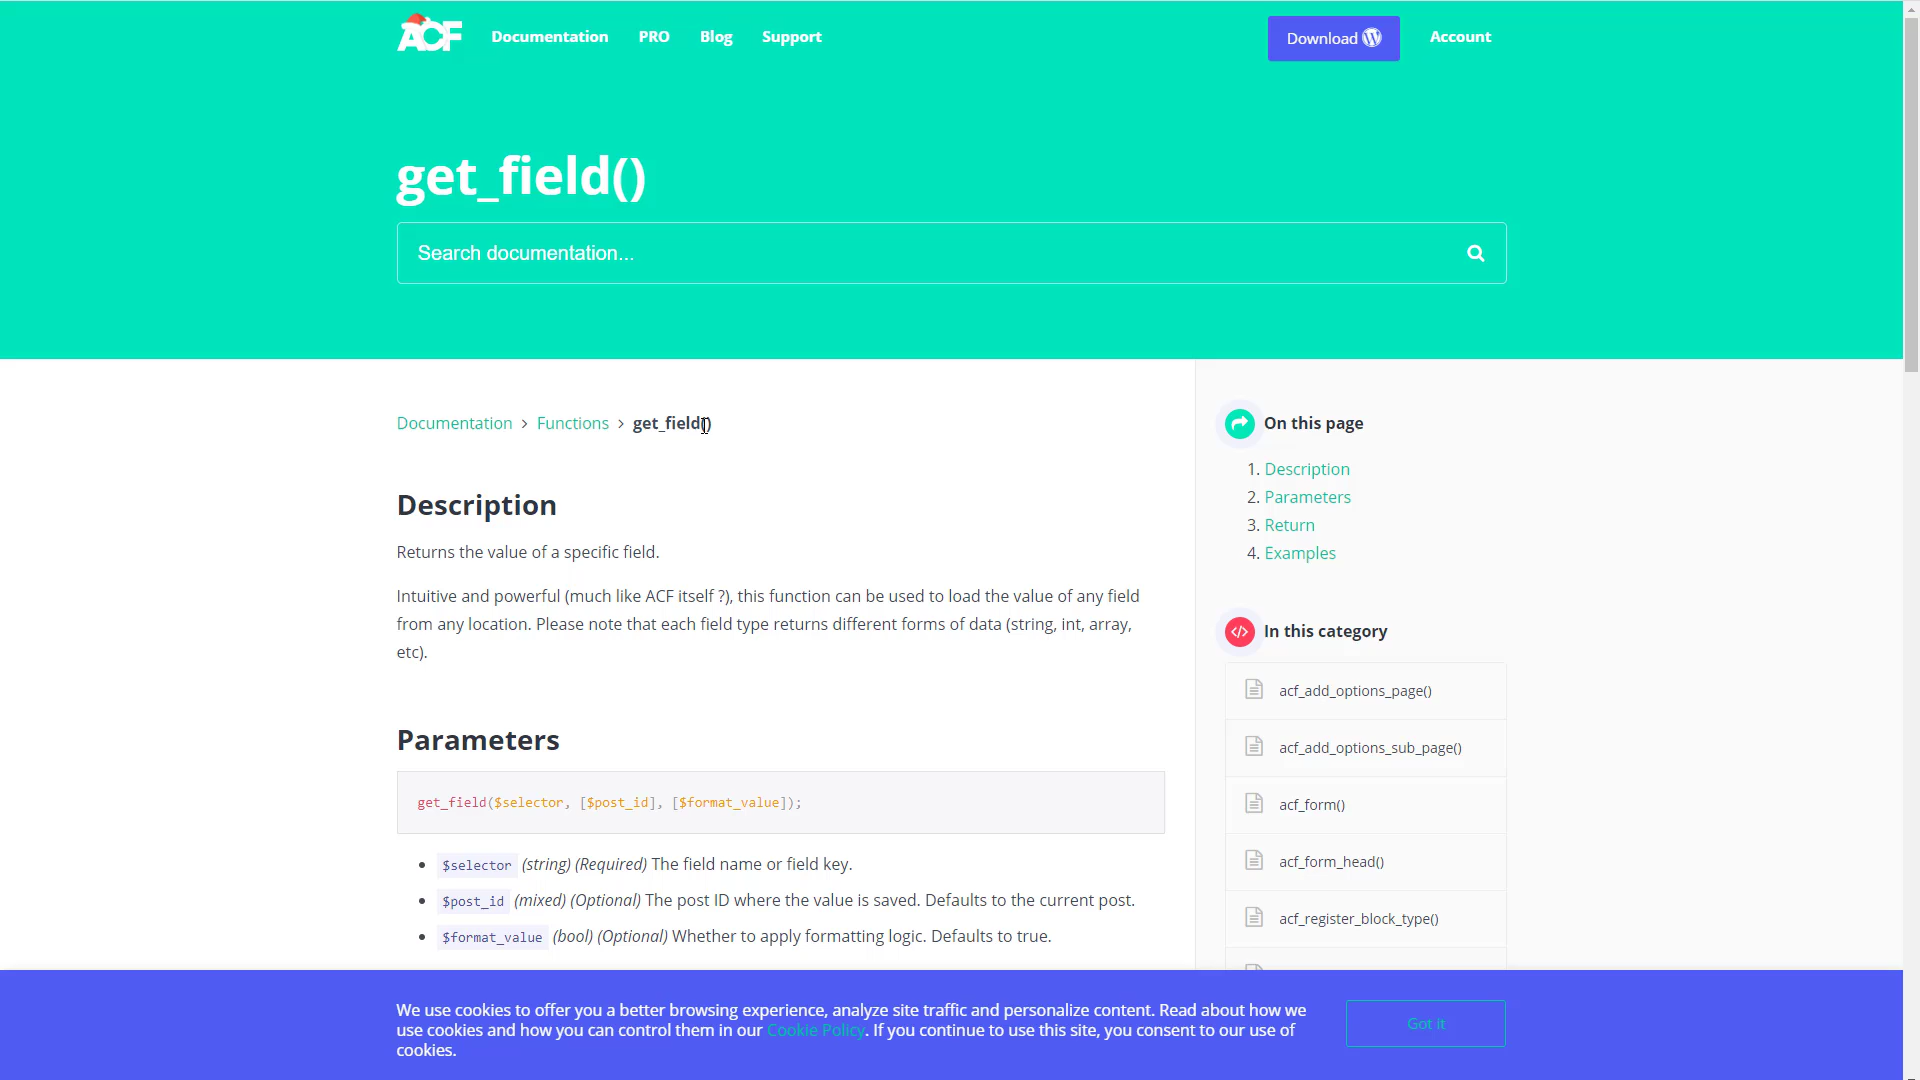 ACF Documentation PRO Blog Support Download Account
get_field()
Search documentation...
Documentation > Functions > get_field()
Description
Returns the value of a specific field.
Intuitive and powerful (much like ACF itself ?), this function can be used to load the value of any field
from any location. Please note that each field type returns different forms of data (string, int, array,
etc).
Parameters
get_field($selector, [$post_id], [$format_value]);
• $selector (string) (Required) The field name or field key.
• $post_id (mixed) (Optional) The post ID where the value is saved. Defaults to the current post.
• $format_value (bool) (Optional) Whether to apply formatting logic. Defaults to true.
On this page
1. Description
2. Parameters
3. Return
4. Examples
</> In this category
acf_add_options_page()
acf_add_options_sub_page()
acf_form()
acf_form_head()
acf_register_block_type()
We use cookies to offer you a better browsing experience, analyze site traffic and personalize content. Read about how we
use cookies and how you can control them in our Cookie Policy. If you continue to use this site, you consent to our use of
cookies.
Got it